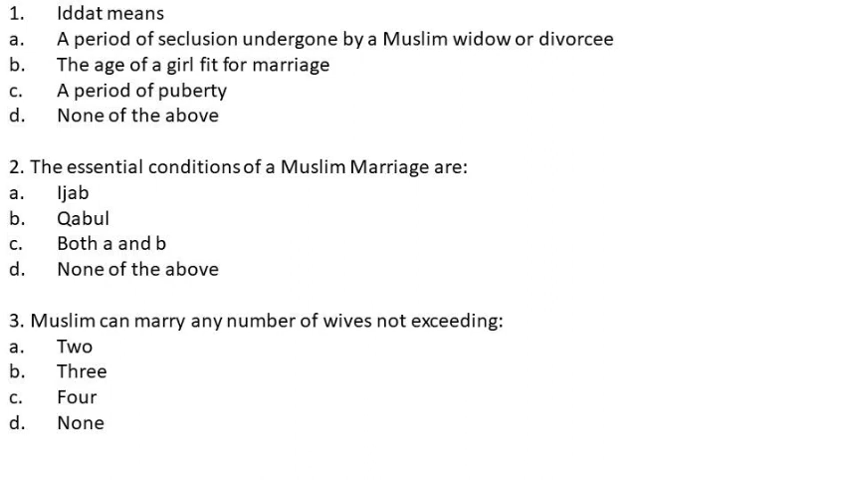 1. Iddat means
a. A period of seclusion undergone by a Muslim widow or divorcee
b. The age of a girl fit for marriage
c. A period of puberty
d. None of the above
2. The essential conditions of a Muslim Marriage are:
a. Ijab
b. Qabul
c. Both a and b
d. None of the above
3. Muslim can marry any number of wives not exceeding:
a. Two
b. Three
c. Four
d. None